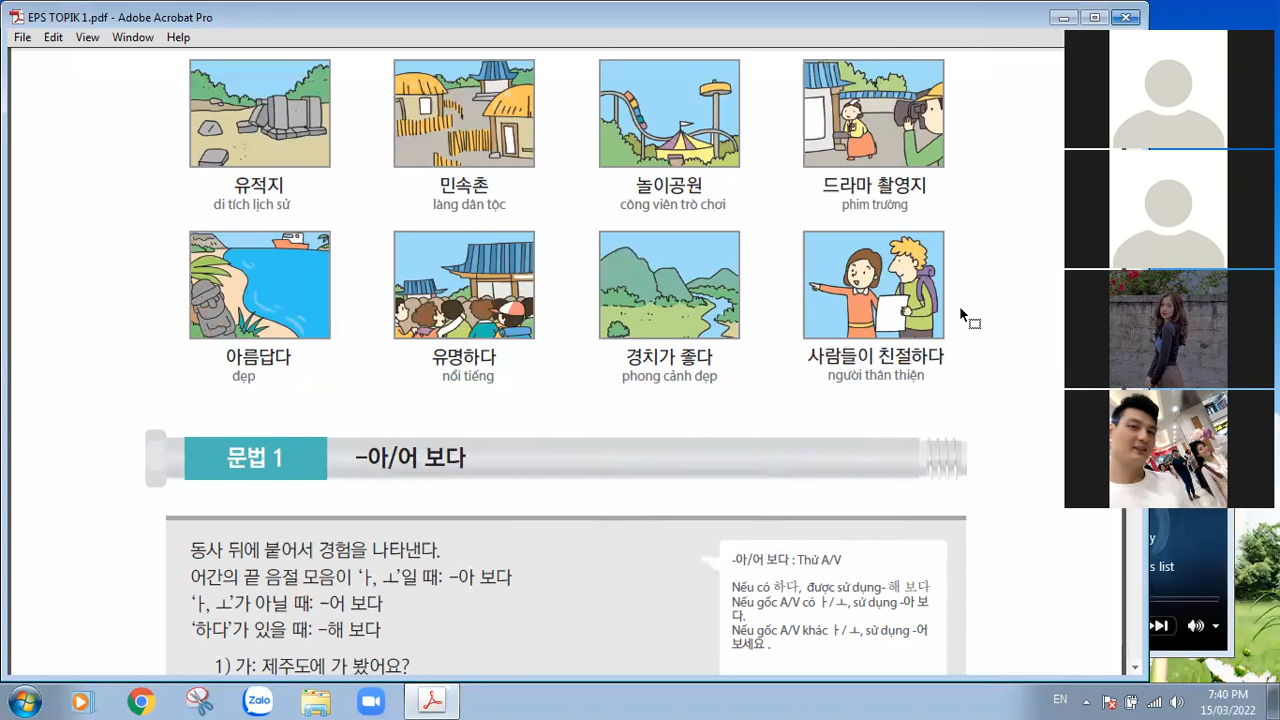 EPS TOPIK 1.pdf - Adobe Acrobat Pro
File Edit View Window Help
유적지 민속촌 놀이공원 드라마 촬영지
di tích lịch sử làng dân tộc công viên trò chơi phim trường
아름답다 유명하다 경치가 좋다 사람들이 친절하다
đẹp nổi tiếng phong cảnh đẹp người thân thiện
문법 1 –아/어 보다
동사 뒤에 붙어서 경험을 나타낸다.
어간의 끝 음절 모음이 ‘ㅏ, ㅗ’일 때: –아 보다
‘ㅏ, ㅗ’가 아닐 때: –어 보다
‘하다’가 있을 때: –해 보다
1) 가: 제주도에 가 봤어요?
-아/어 보다 : Thử A/V
Nếu có 하다, được sử dụng- 해 보다
Nếu gốc A/V có ㅏ/ㅗ, sử dụng -아 보
다.
Nếu gốc A/V khác ㅏ/ㅗ, sử dụng -어
보세요 .
y
s list
Zalo
EN
7:40 PM
15/03/2022